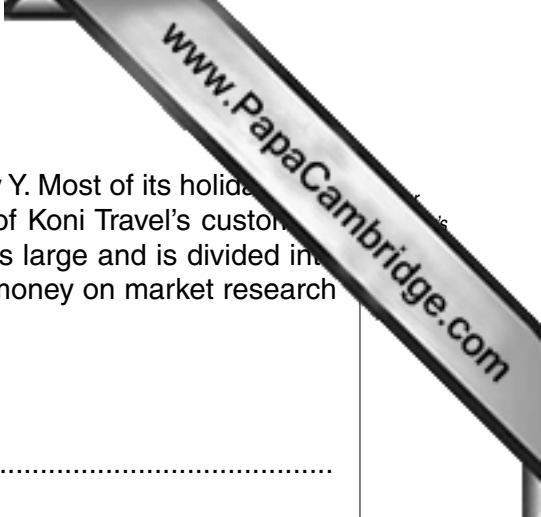 www.PapaCambridge.com
Y. Most of its holida
of Koni Travel's custom
s large and is divided int
money on market research